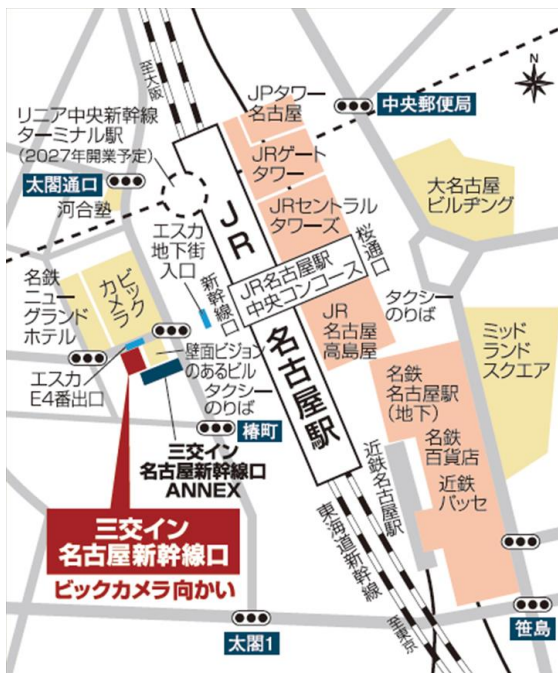 至大阪
リニア中央新幹線
ターミナル駅
(2027年開業予定)
太閤通口
河合塾
JPタワー
名古屋
中央郵便局
N
JRゲート
タワー
JRセントラル
タワーズ
大名古屋
ビルヂング
エスカ
地下街
入口
新幹線口
JR名古屋駅
JR名古屋駅
中央コンコース
桜通口
名鉄
ニュー
グランド
ホテル
ビック
カメラ
エスカ
E4番出口
壁面ビジョン
のあるビル
タクシー
のりば
JR
名古屋
高島屋
タクシー
のりば
ミッド
ランド
スクエア
三交イン
名古屋新幹線口
ANNEX
椿町
名鉄
名古屋駅
(地下)
名鉄
百貨店
近鉄
パッセ
近鉄名古屋駅
三交イン
名古屋新幹線口
ビックカメラ向かい
東海道新幹線
至東京
太閤1
笹島